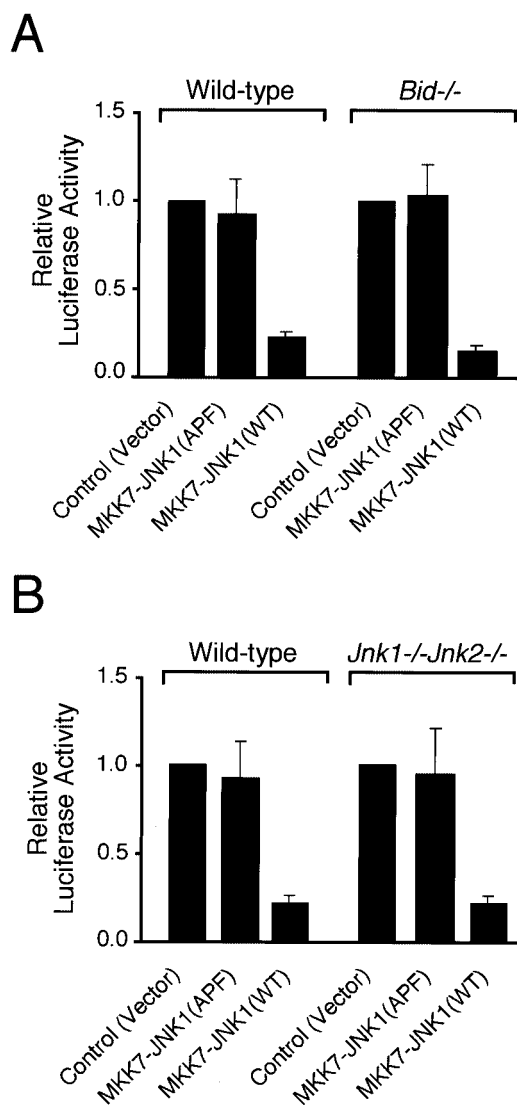 A
Wild-type
Bid-/-
Relative
Luciferase Activity
1.5
1.0
0.5
0.0
Control (Vector)
MKK7-JNK1(APF)
MKK7-JNK1(WT)
Control (Vector)
MKK7-JNK1(APF)
MKK7-JNK1(WT)
B
Wild-type
Jnk1-/-Jnk2-/-
Relative
Luciferase Activity
1.5
1.0
0.5
0.0
Control (Vector)
MKK7-JNK1(APF)
MKK7-JNK1(WT)
Control (Vector)
MKK7-JNK1(APF)
MKK7-JNK1(WT)